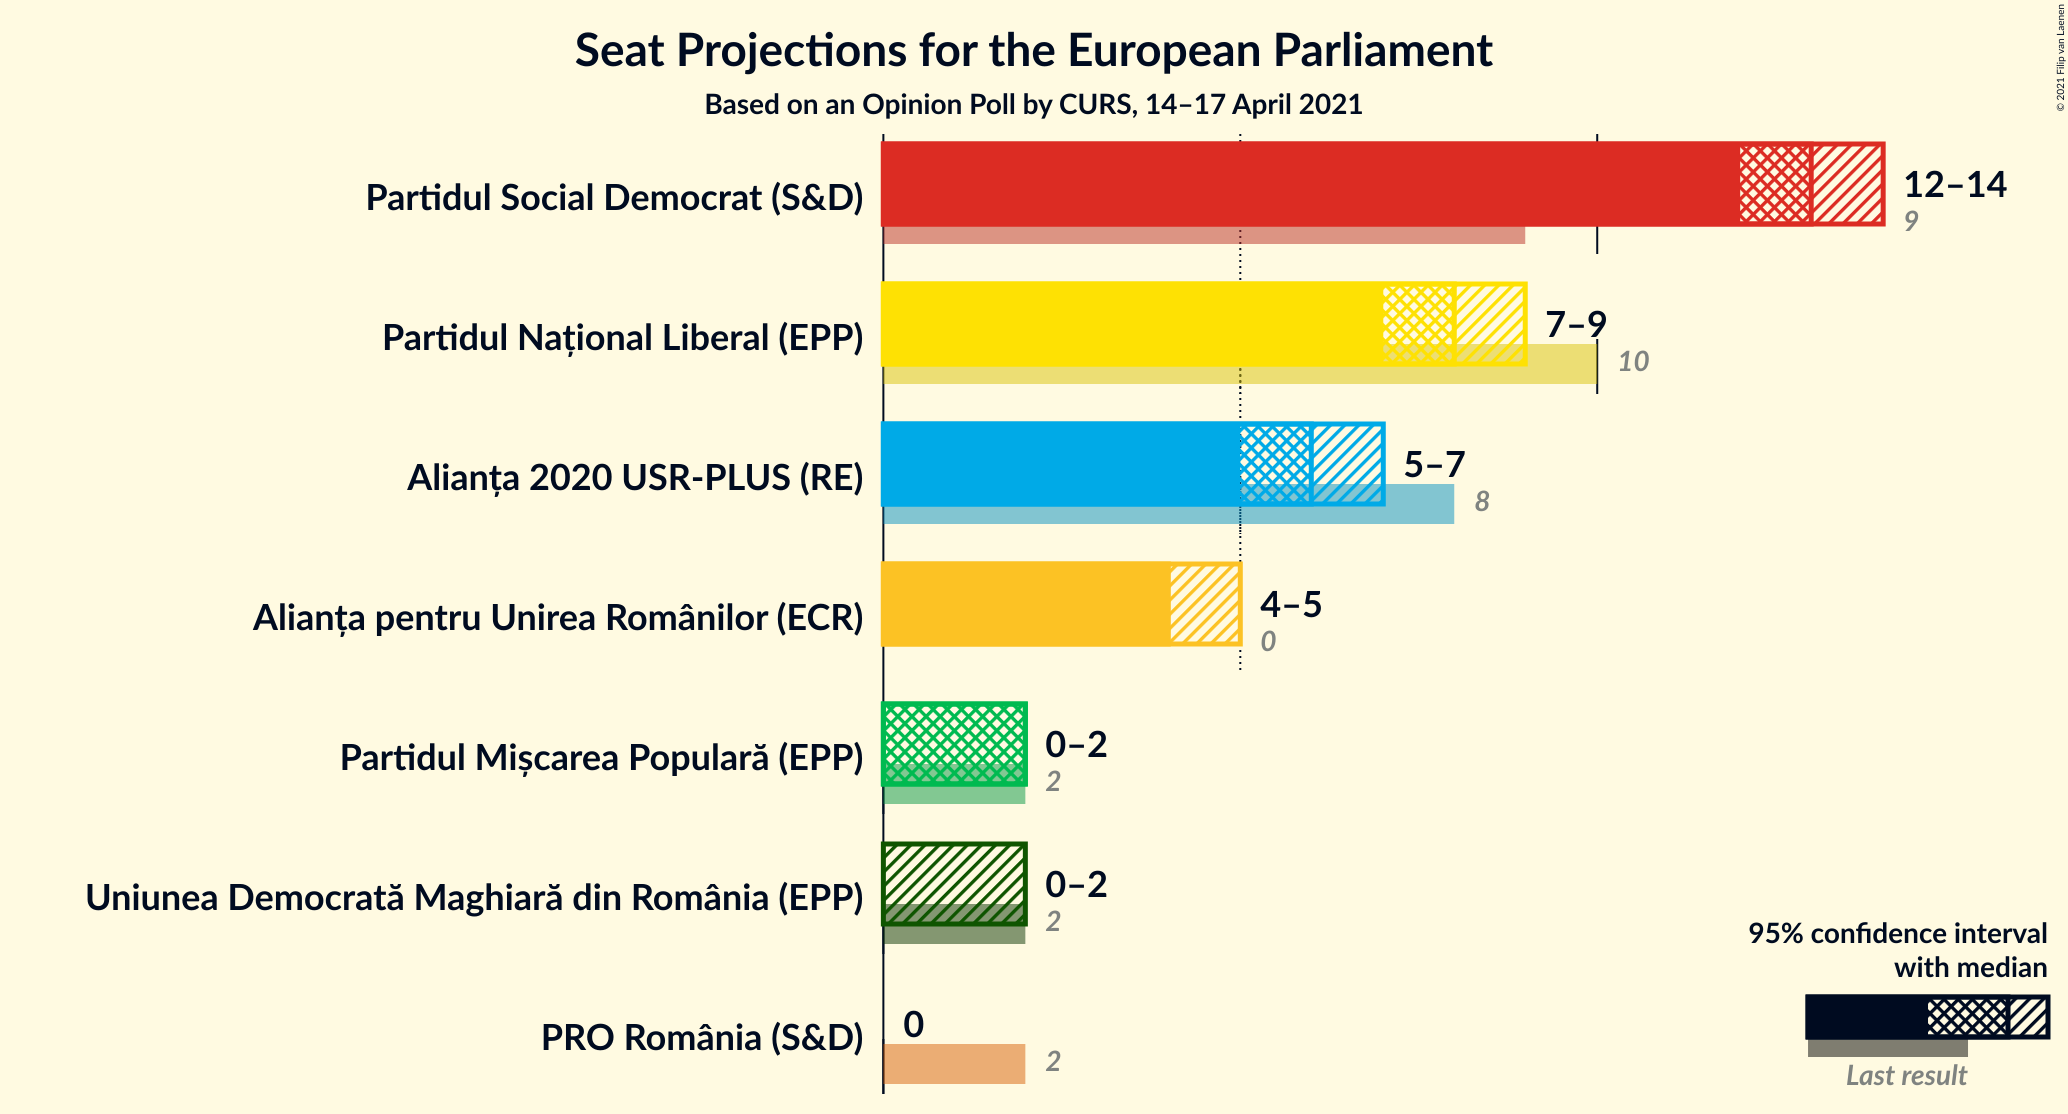 Seat Projections for the European Parliament
Based on an Opinion Poll by CURS, 14–17 April 2021
© 2021 Filip van Laenen
Partidul Social Democrat (S&D)
12–14
9
Partidul Național Liberal (EPP)
7–9
10
Alianța 2020 USR-PLUS (RE)
5–7
8
Alianța pentru Unirea Românilor (ECR)
4–5
0
Partidul Mișcarea Populară (EPP)
0–2
2
Uniunea Democrată Maghiară din România (EPP)
0–2
2
PRO România (S&D)
0
2
95% confidence interval
with median
Last result